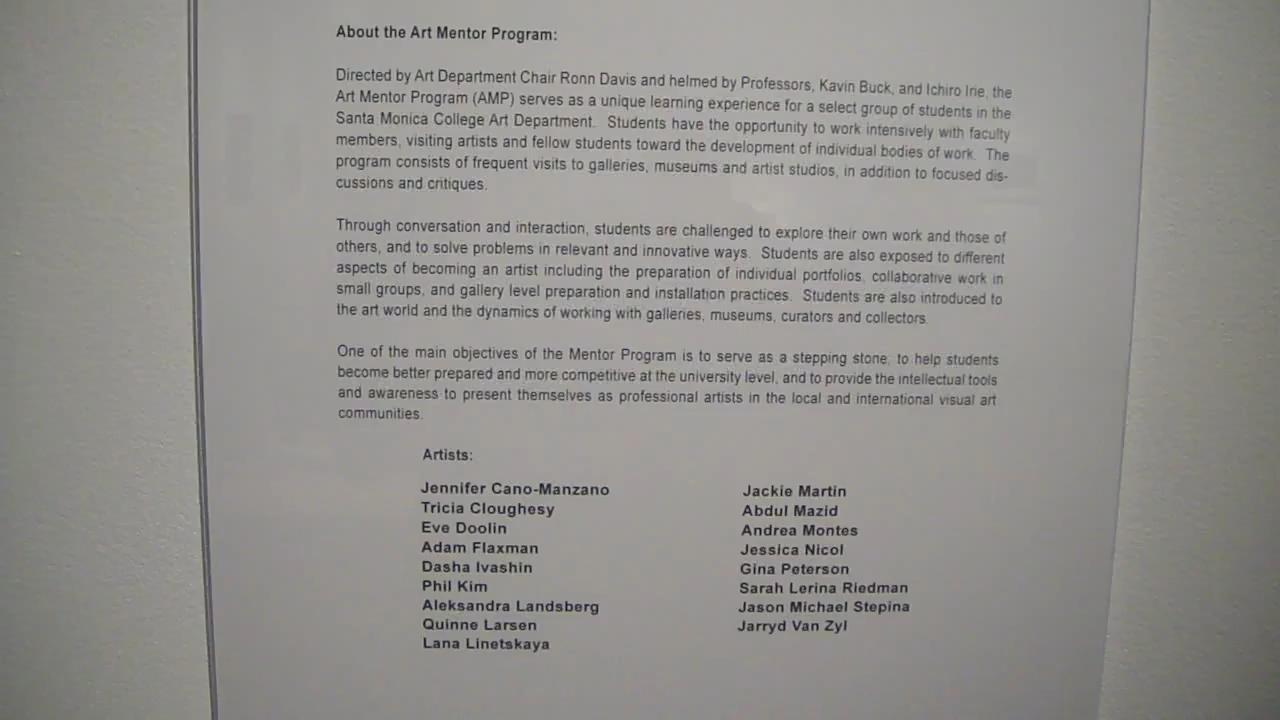 About the Art Mentor Program:
Directed by Art Department Chair Ronn Davis and helmed by Professors, Kavin Buck, and Ichiro Irie, the
Art Mentor Program (AMP) serves as a unique learning experience for a select group of students in the
Santa Monica College Art Department. Students have the opportunity to work intensively with faculty
members, visiting artists and fellow students toward the development of individual bodies of work. The
program consists of frequent visits to galleries, museums and artist studios, in addition to focused dis-
cussions and critiques.
Through conversation and interaction, students are challenged to explore their own work and those of
others, and to solve problems in relevant and innovative ways. Students are also exposed to different
aspects of becoming an artist including the preparation of individual portfolios, collaborative work in
small groups, and gallery level preparation and installation practices. Students are also introduced to
the art world and the dynamics of working with galleries, museums, curators and collectors.
One of the main objectives of the Mentor Program is to serve as a stepping stone, to help students
become better prepared and more competitive at the university level, and to provide the intellectual tools
and awareness to present themselves as professional artists in the local and international visual art
communities.
Artists:
Jennifer Cano-Manzano
Tricia Cloughesy
Eve Doolin
Adam Flaxman
Dasha Ivashin
Phil Kim
Aleksandra Landsberg
Quinne Larsen
Lana Linetskaya
Jackie Martin
Abdul Mazid
Andrea Montes
Jessica Nicol
Gina Peterson
Sarah Lerina Riedman
Jason Michael Stepina
Jarryd Van Zyl